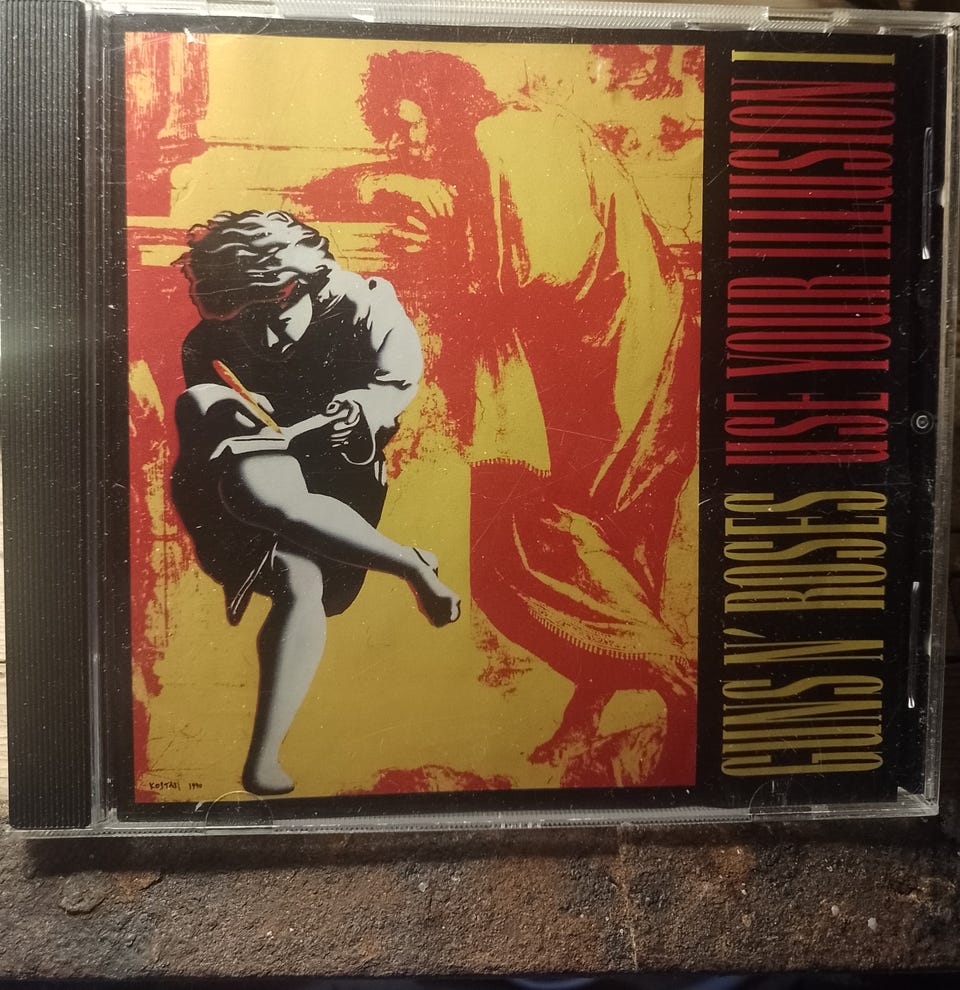 GUNS N' ROSES USE YOUR ILLUSION I
KOSTABI 1990